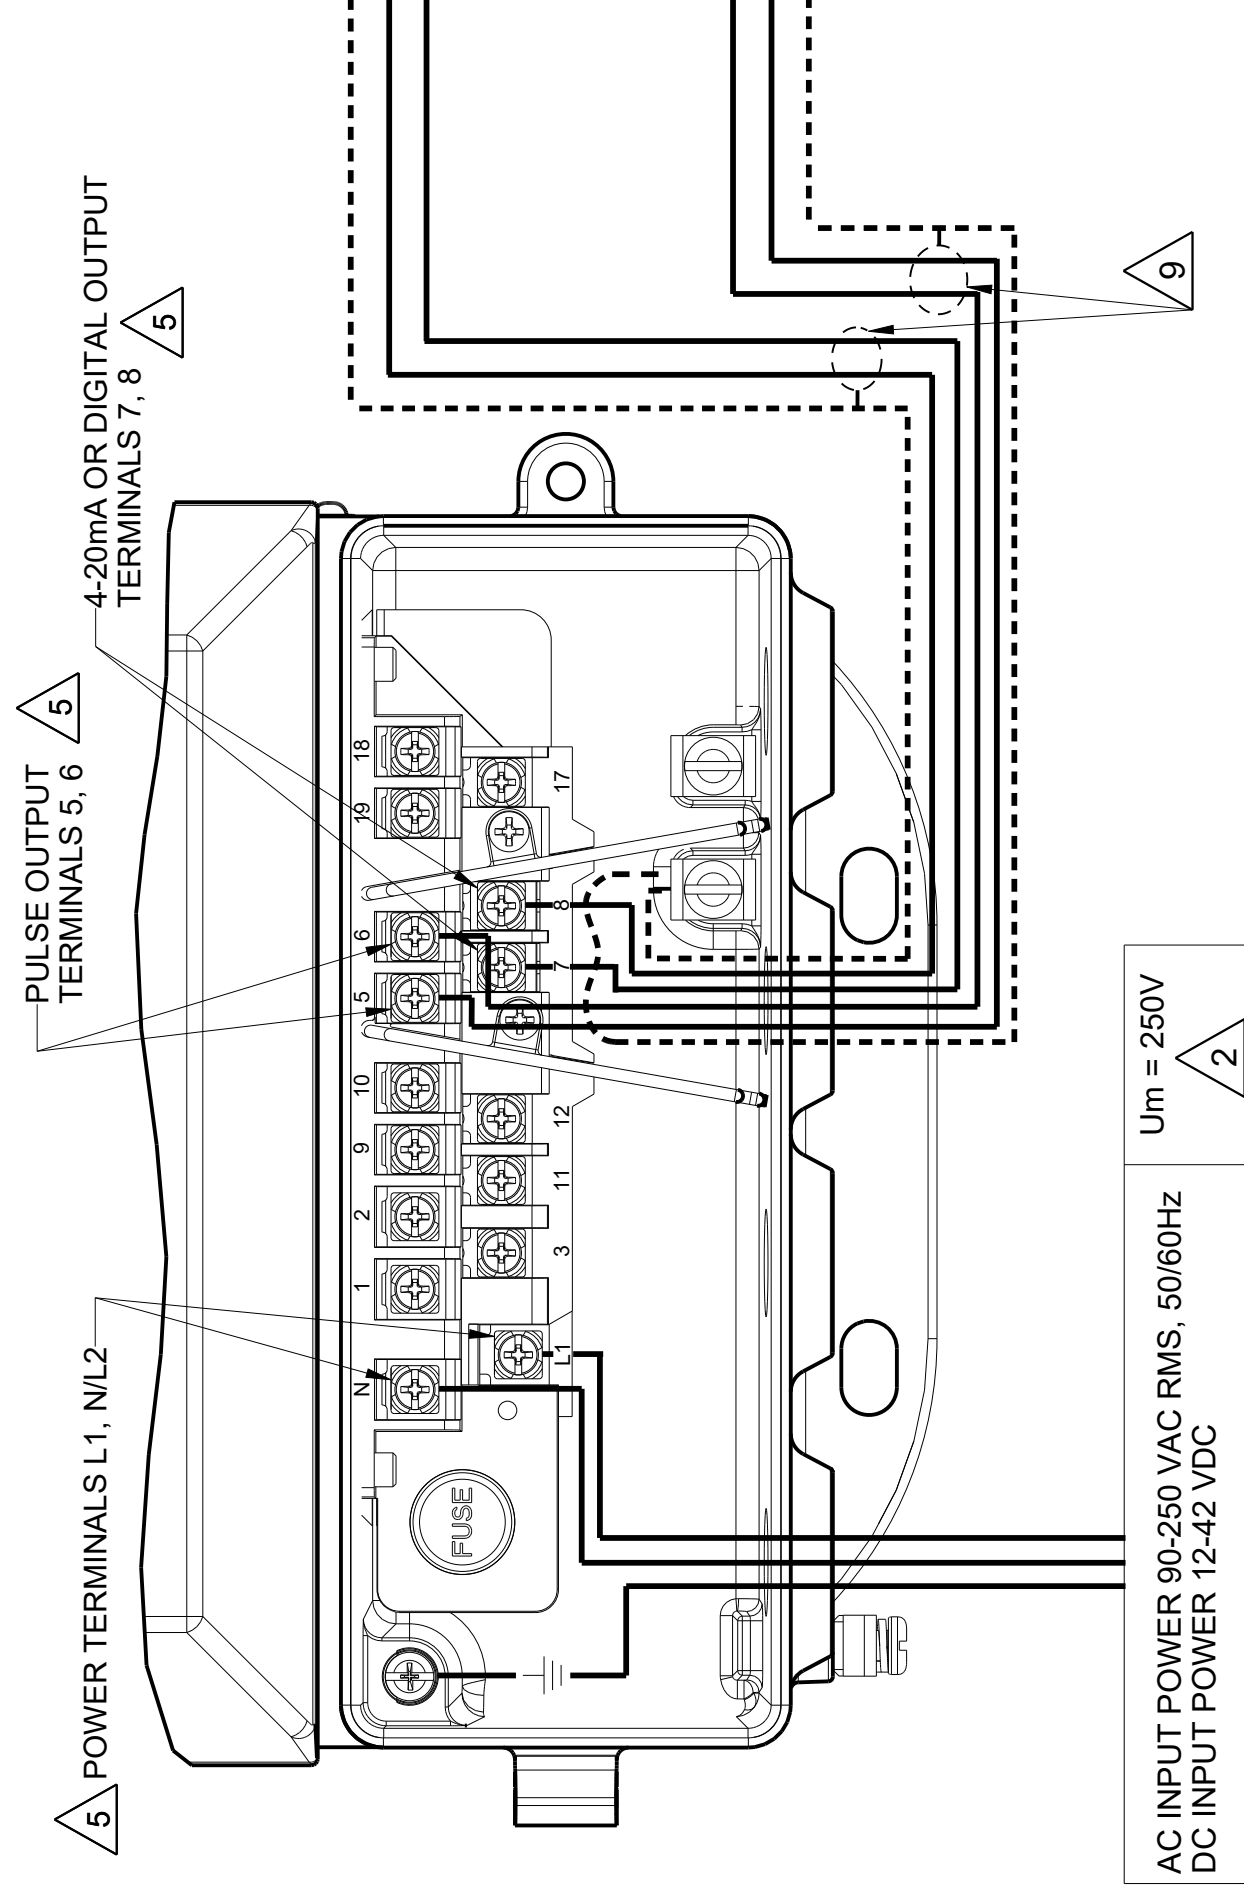 PULSE OUTPUT
TERMINALS 5, 6
5
5
POWER TERMINALS L1, N/L2
4-20mA OR DIGITAL OUTPUT
TERMINALS 7, 8
5
N
1
2
9
10
5
6
19
18
FUSE
L1
3
11
12
7
8
17
9
AC INPUT POWER 90-250 VAC RMS, 50/60Hz
DC INPUT POWER 12-42 VDC
Um = 250V
2